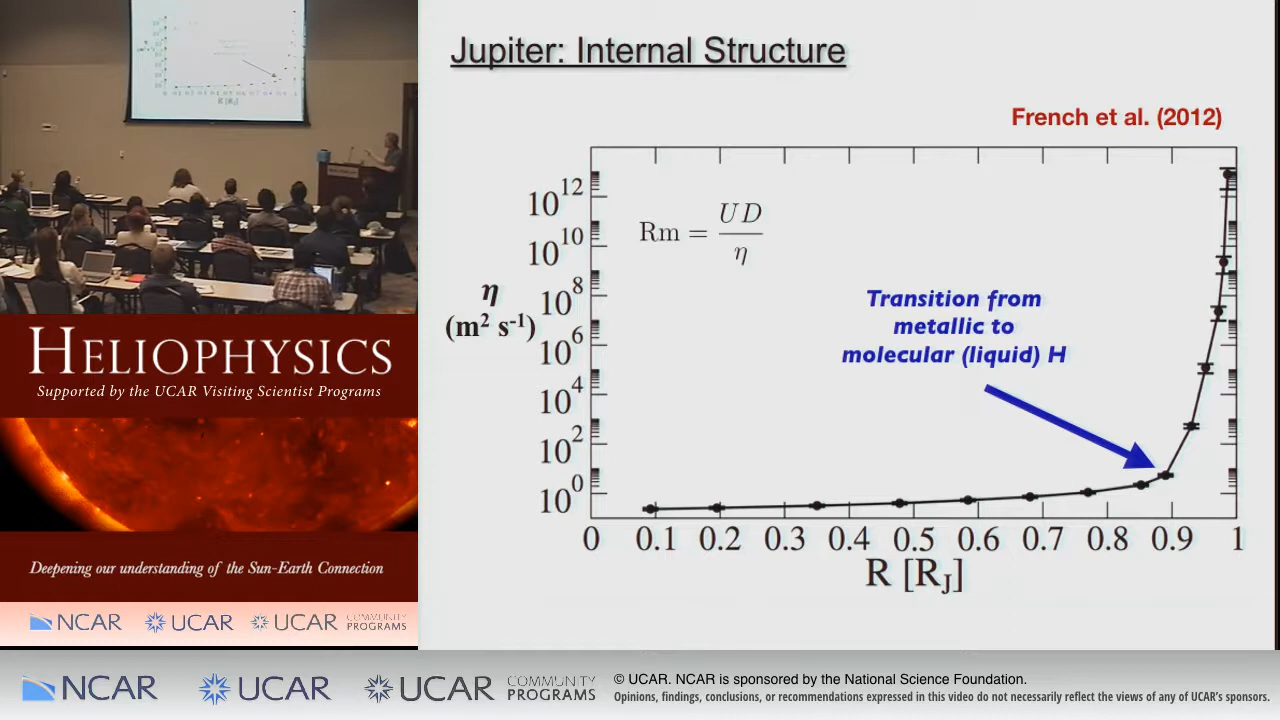 Jupiter: Internal Structure
French et al. (2012)
Rm = UD / η
η
(m² s⁻¹)
10¹²
10¹⁰
10⁸
10⁶
10⁴
10²
10⁰
Transition from
metallic to
molecular (liquid) H
0 0.1 0.2 0.3 0.4 0.5 0.6 0.7 0.8 0.9 1
R [R_J]
HELIOPHYSICS
Supported by the UCAR Visiting Scientist Programs
Deepening our understanding of the Sun-Earth Connection
NCAR UCAR UCAR COMMUNITY PROGRAMS
NCAR UCAR UCAR COMMUNITY PROGRAMS
© UCAR. NCAR is sponsored by the National Science Foundation.
Opinions, findings, conclusions, or recommendations expressed in this video do not necessarily reflect the views of any of UCAR's sponsors.